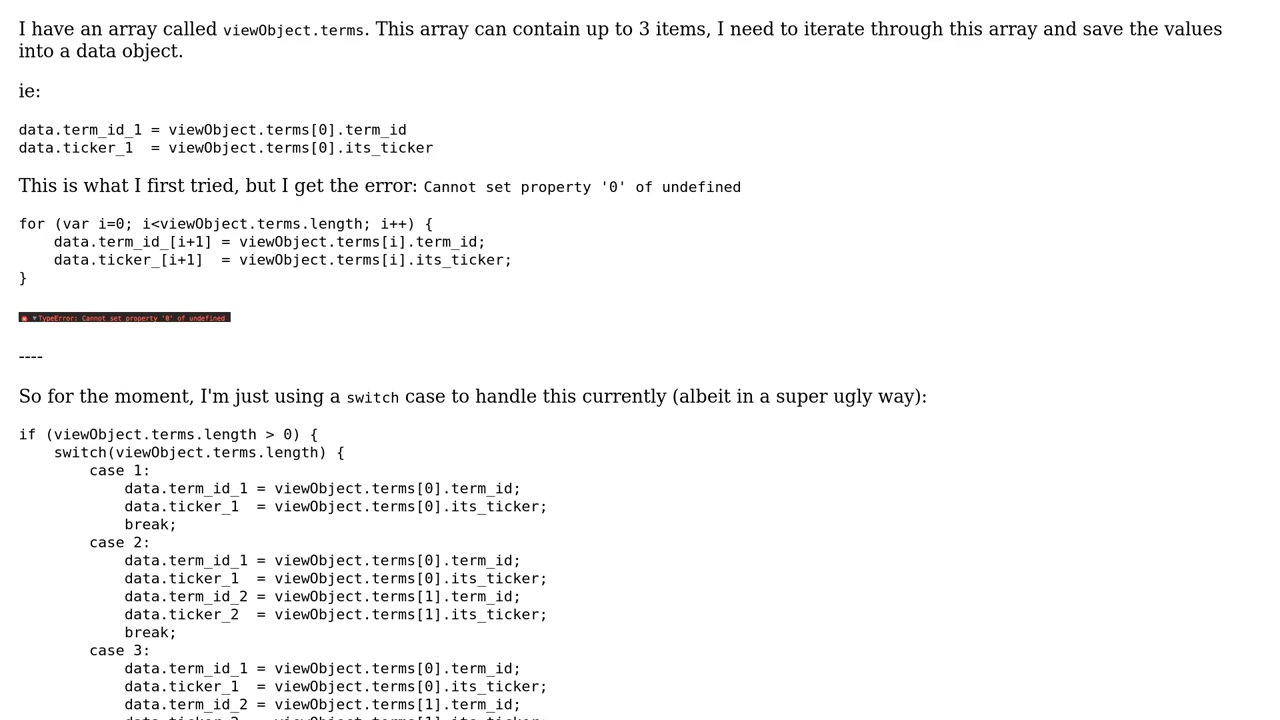 I have an array called viewObject.terms. This array can contain up to 3 items, I need to iterate through this array and save the values
into a data object.
ie:
data.term_id_1 = viewObject.terms[0].term_id
data.ticker_1  = viewObject.terms[0].its_ticker
This is what I first tried, but I get the error: Cannot set property '0' of undefined
for (var i=0; i<viewObject.terms.length; i++) {
    data.term_id_[i+1] = viewObject.terms[i].term_id;
    data.ticker_[i+1]  = viewObject.terms[i].its_ticker;
}
TypeError: Cannot set property '0' of undefined
----
So for the moment, I'm just using a switch case to handle this currently (albeit in a super ugly way):
if (viewObject.terms.length > 0) {
    switch(viewObject.terms.length) {
        case 1:
            data.term_id_1 = viewObject.terms[0].term_id;
            data.ticker_1  = viewObject.terms[0].its_ticker;
            break;
        case 2:
            data.term_id_1 = viewObject.terms[0].term_id;
            data.ticker_1  = viewObject.terms[0].its_ticker;
            data.term_id_2 = viewObject.terms[1].term_id;
            data.ticker_2  = viewObject.terms[1].its_ticker;
            break;
        case 3:
            data.term_id_1 = viewObject.terms[0].term_id;
            data.ticker_1  = viewObject.terms[0].its_ticker;
            data.term_id_2 = viewObject.terms[1].term_id;